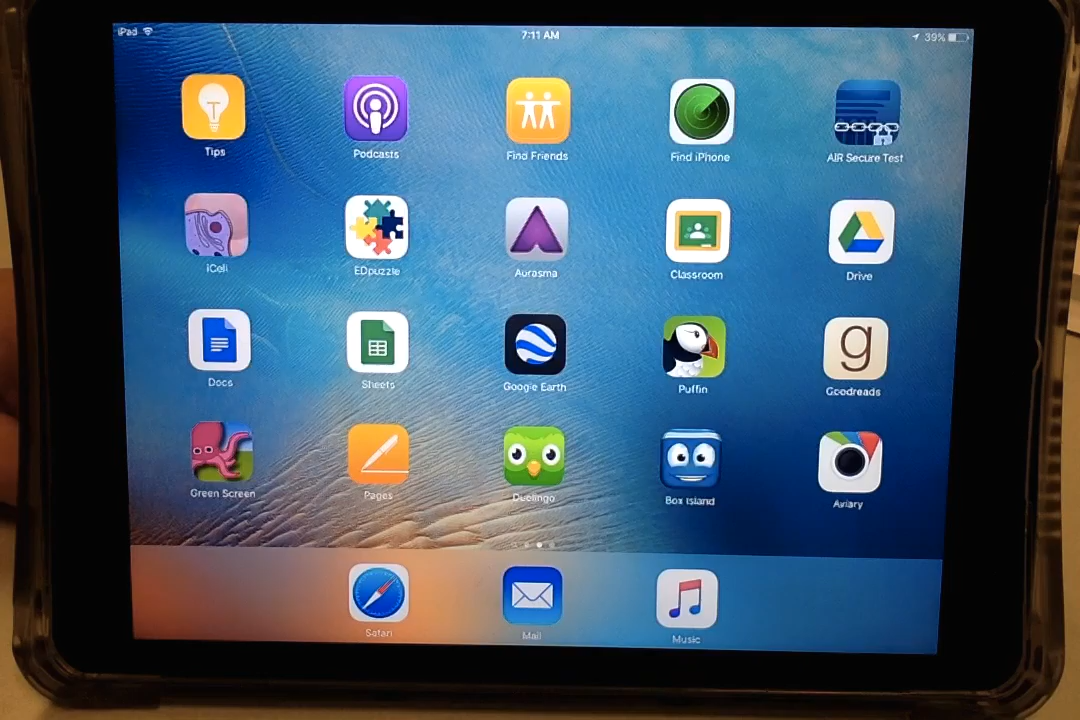 iPad 7:11 AM 39%
Tips Podcasts Find Friends Find iPhone AIR Secure Test
iCell EDpuzzle Aurasma Classroom Drive
Docs Sheets Google Earth Puffin Goodreads
g
Green Screen Pages Duolingo Box Island Aviary
Safari Mail Music